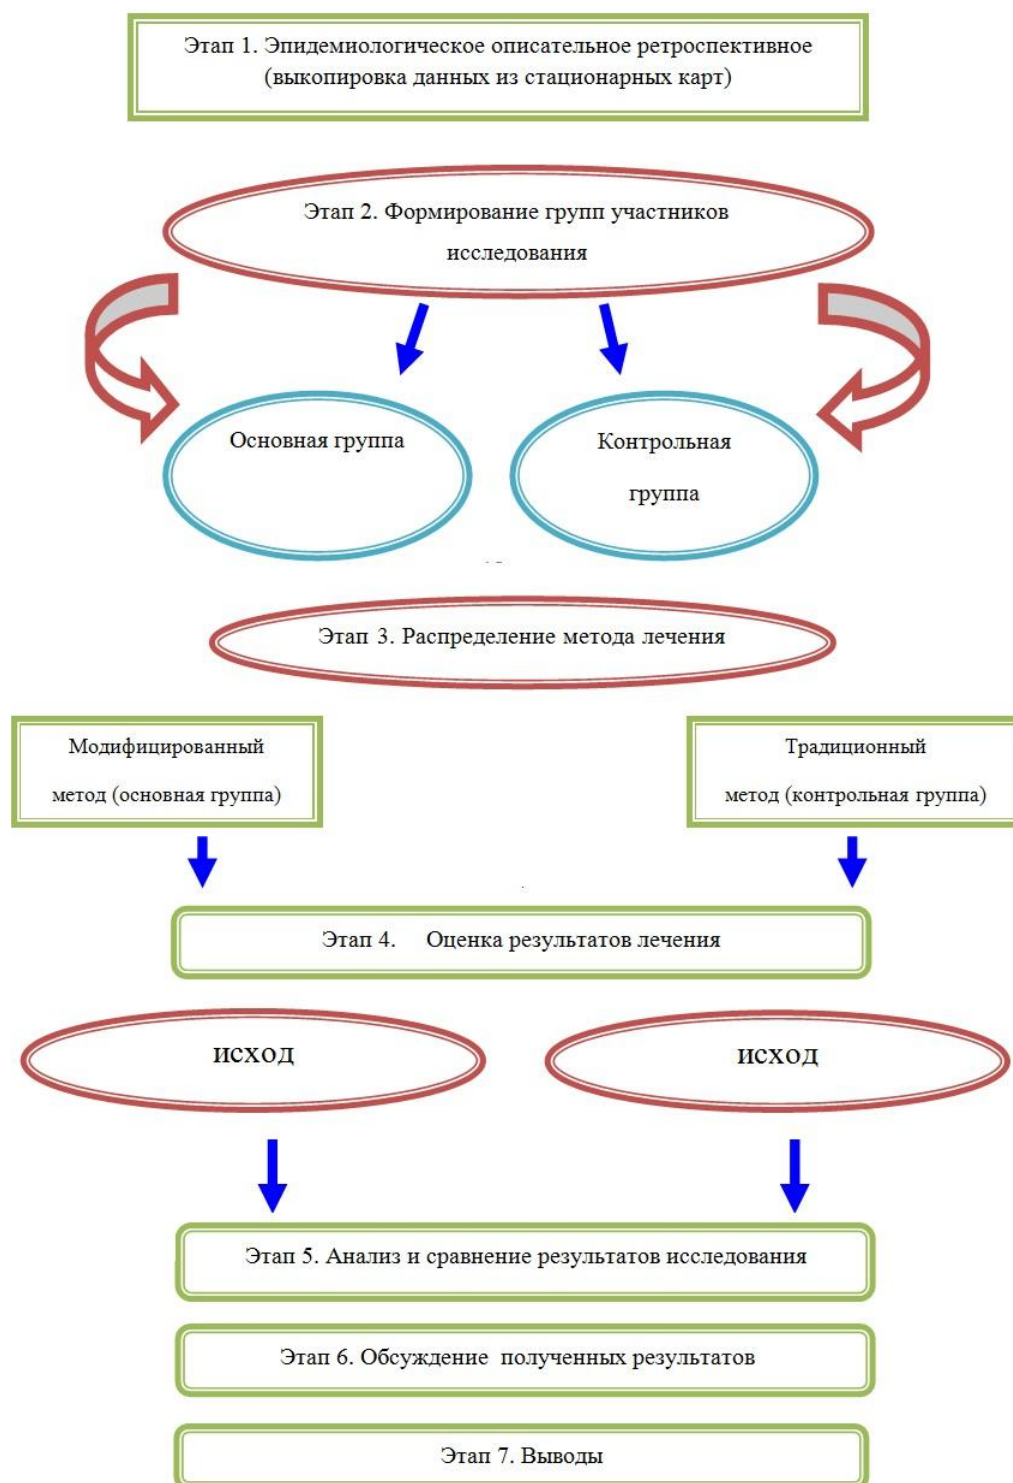 Этап 1. Эпидемиологическое описательное ретроспективное
(выкопировка данных из стационарных карт)
Этап 2. Формирование групп участников
исследования
Основная группа
Контрольная
группа
Этап 3. Распределение метода лечения
Модифицированный
метод (основная группа)
Традиционный
метод (контрольная группа)
Этап 4. Оценка результатов лечения
исход
исход
Этап 5. Анализ и сравнение результатов исследования
Этап 6. Обсуждение полученных результатов
Этап 7. Выводы